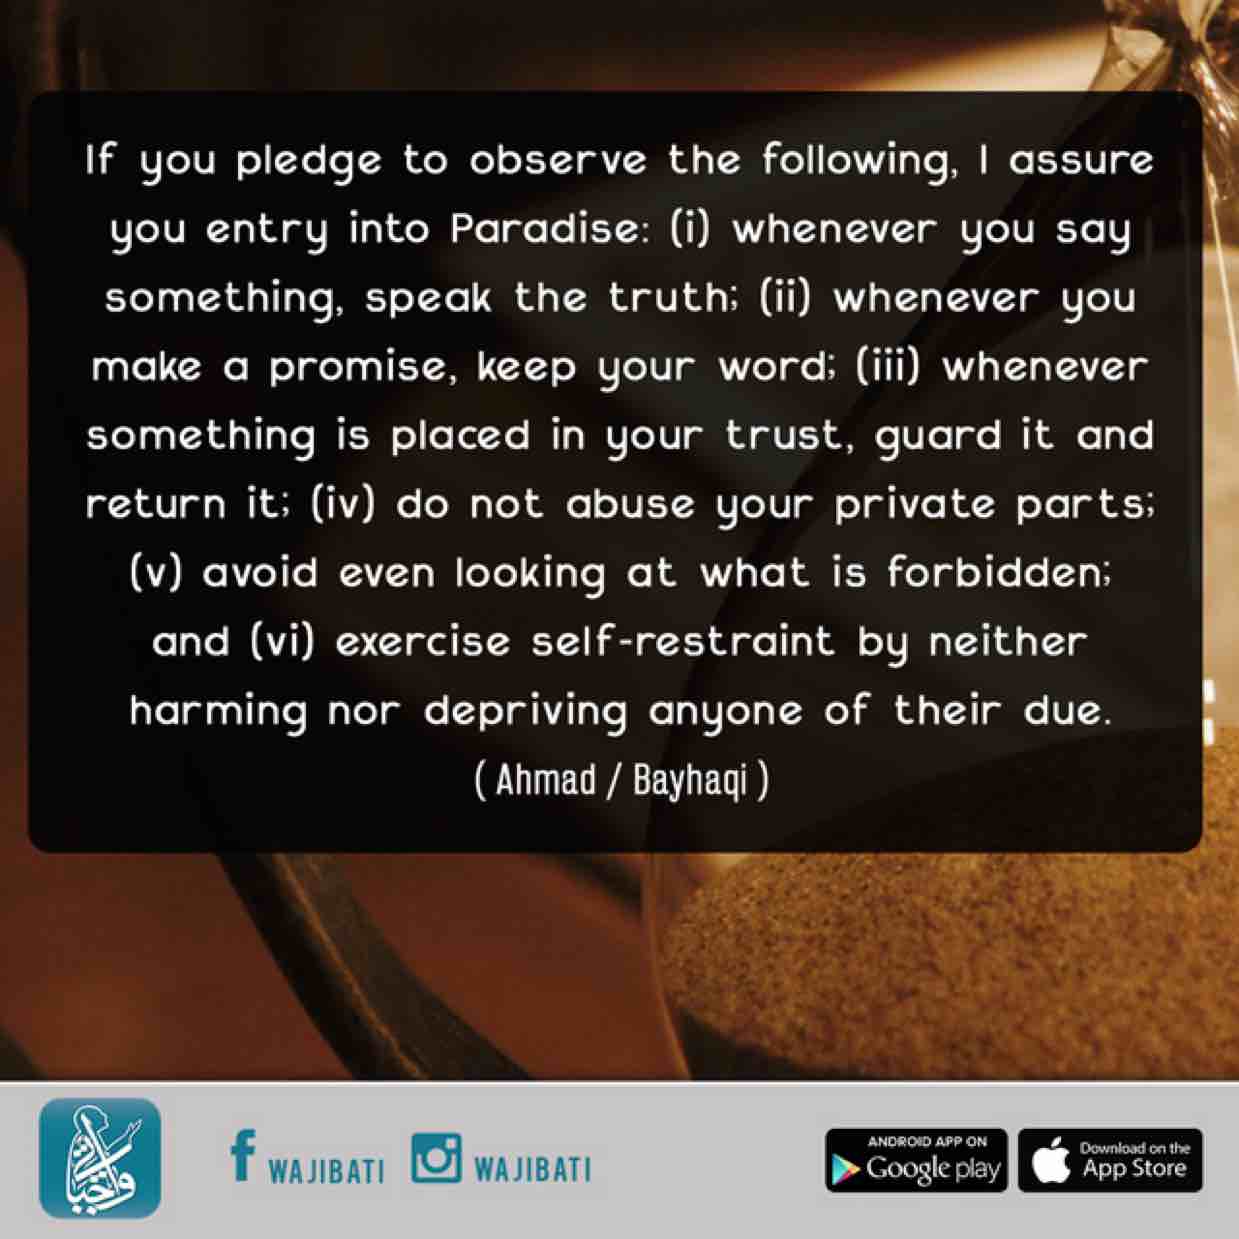 If you pledge to observe the following, I assure
you entry into Paradise: (i) whenever you say
something, speak the truth; (ii) whenever you
make a promise, keep your word; (iii) whenever
something is placed in your trust, guard it and
return it; (iv) do not abuse your private parts;
(v) avoid even looking at what is forbidden;
and (vi) exercise self-restraint by neither
harming nor depriving anyone of their due.
( Ahmad / Bayhaqi )
واجباتي
f WAJIBATI WAJIBATI
ANDROID APP ON
Google play
Download on the
App Store